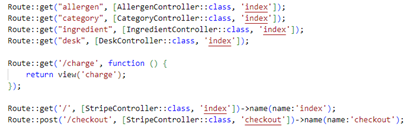 Route::get("allergen", [AllergenController::class, 'index']);
Route::get("category", [CategoryController::class, 'index']);
Route::get("ingredient", [IngredientController::class, 'index']);
Route::get("desk", [DeskController::class, 'index']);
Route::get('/charge', function () {
    return view('charge');
});
Route::get('/', [StripeController::class, 'index'])->name(name:'index');
Route::post('/checkout', [StripeController::class, 'checkout'])->name(name:'checkout');